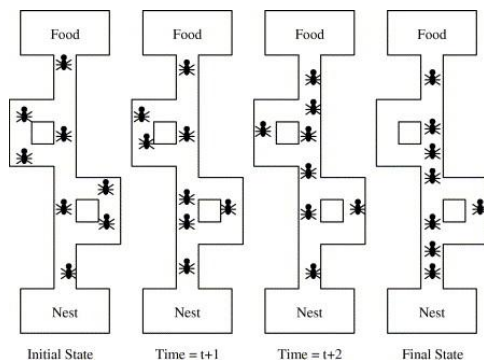 Food Food Food Food
Nest Nest Nest Nest
Initial State Time = t+1 Time = t+2 Final State